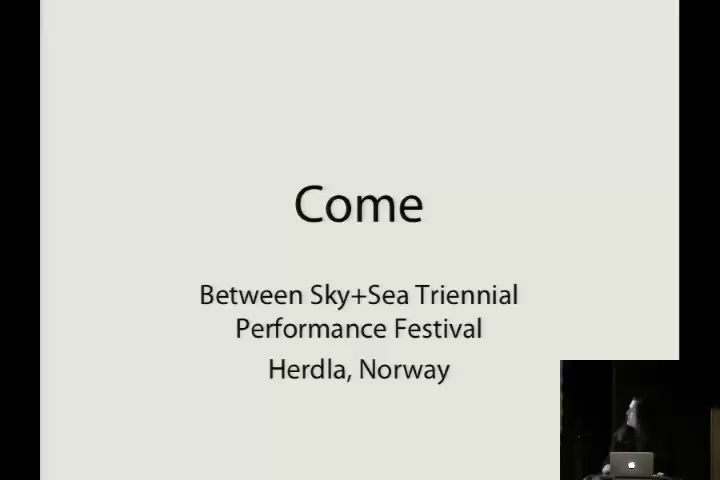 Come
Between Sky+Sea Triennial
Performance Festival
Herdla, Norway